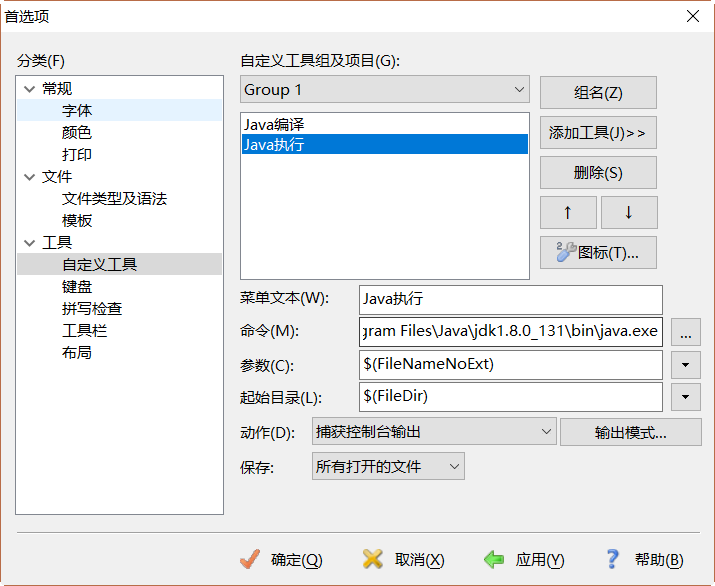 首选项
分类(F)
常规
字体
颜色
打印
文件
文件类型及语法
模板
工具
自定义工具
键盘
拼写检查
工具栏
布局
自定义工具组及项目(G):
Group 1
组名(Z)
Java编译
Java执行
添加工具(J)>>
删除(S)
↑
↓
图标(T)...
菜单文本(W):
Java执行
命令(M):
gram Files\Java\jdk1.8.0_131\bin\java.exe
...
参数(C):
$(FileNameNoExt)
起始目录(L):
$(FileDir)
动作(D):
捕获控制台输出
输出模式...
保存:
所有打开的文件
确定(Q)
取消(X)
应用(Y)
帮助(B)